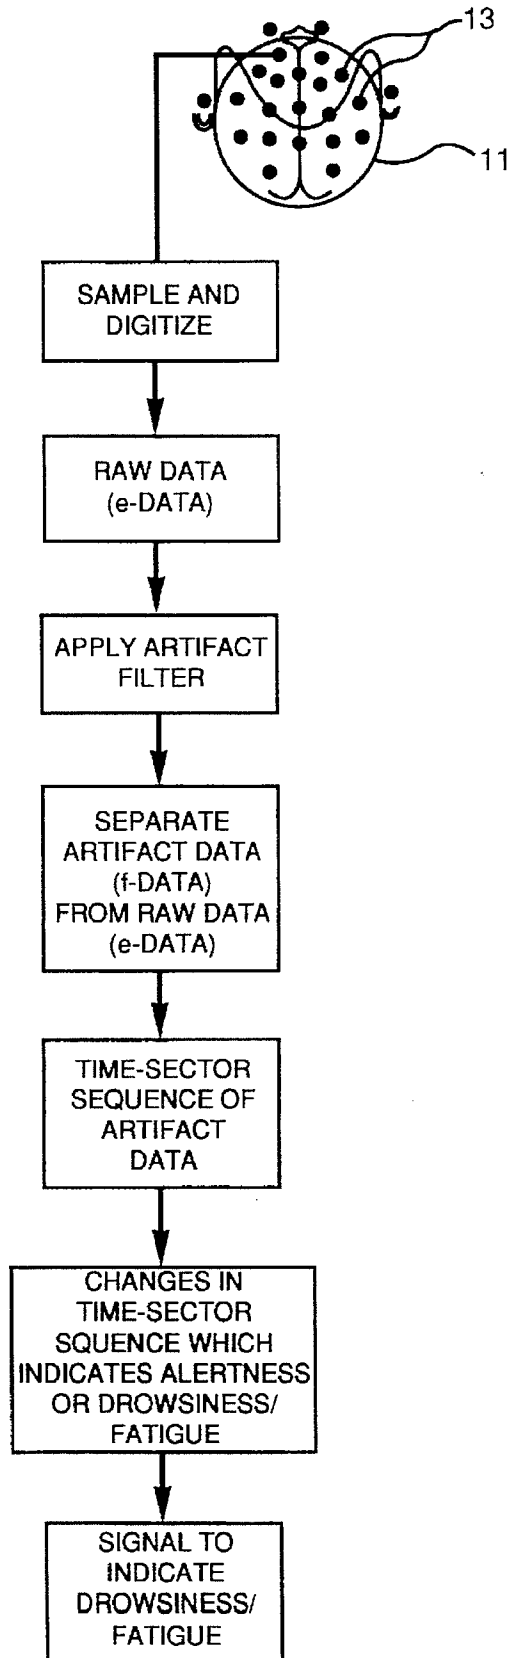 13
11
SAMPLE AND
DIGITIZE
RAW DATA
(e-DATA)
APPLY ARTIFACT
FILTER
SEPARATE
ARTIFACT DATA
(f-DATA)
FROM RAW DATA
(e-DATA)
TIME-SECTOR
SEQUENCE OF
ARTIFACT
DATA
CHANGES IN
TIME-SECTOR
SQUENCE WHICH
INDICATES ALERTNESS
OR DROWSINESS/
FATIGUE
SIGNAL TO
INDICATE
DROWSINESS/
FATIGUE